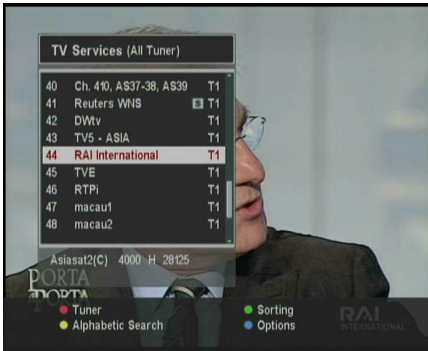 TV Services (All Tuner)
40 Ch. 410, AS37-38, AS39 T1
41 Reuters WNS $ T1
42 DWtv T1
43 TV5 - ASIA T1
44 RAI International T1
45 TVE T1
46 RTPi T1
47 macau1 T1
48 macau2 T1
Asiasat2(C) 4000 H 28125
PORTA
PORTA
Tuner
Sorting
Alphabetic Search
Options
RAI
INTERNATIONAL